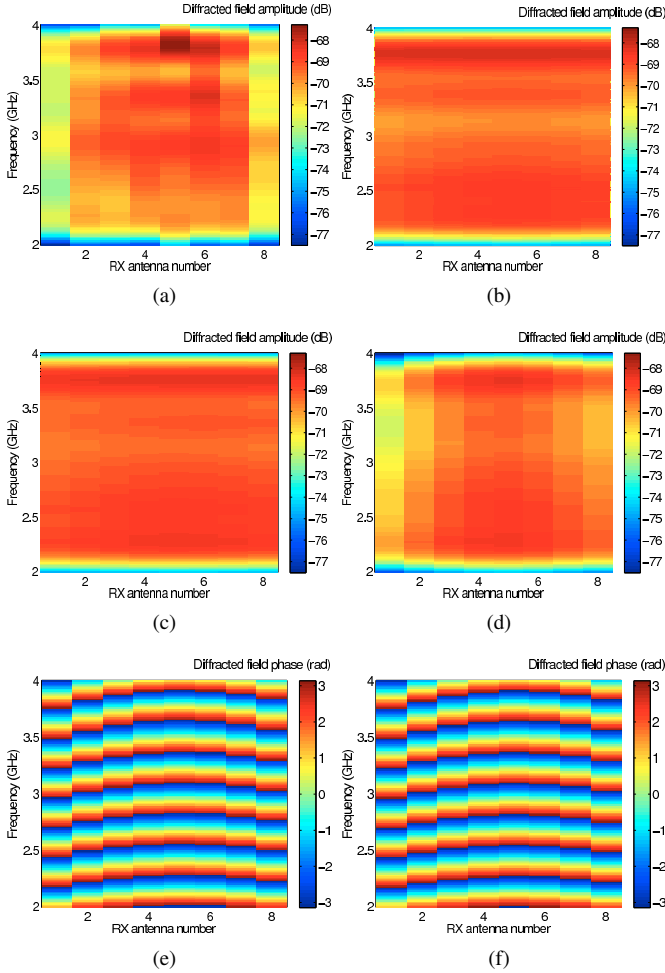 Diffracted field amplitude (dB)
4
3.5
3
2.5
2
Frequency (GHz)
2 4 6 8
RX antenna number
−68
−69
−70
−71
−72
−73
−74
−75
−76
−77
(a)
Diffracted field amplitude (dB)
4
3.5
3
2.5
2
Frequency (GHz)
2 4 6 8
RX antenna number
−68
−69
−70
−71
−72
−73
−74
−75
−76
−77
(b)
Diffracted field amplitude (dB)
4
3.5
3
2.5
2
Frequency (GHz)
2 4 6 8
RX antenna number
−68
−69
−70
−71
−72
−73
−74
−75
−76
−77
(c)
Diffracted field amplitude (dB)
4
3.5
3
2.5
2
Frequency (GHz)
2 4 6 8
RX antenna number
−68
−69
−70
−71
−72
−73
−74
−75
−76
−77
(d)
Diffracted field phase (rad)
4
3.5
3
2.5
2
Frequency (GHz)
2 4 6 8
RX antenna number
3
2
1
0
−1
−2
−3
(e)
Diffracted field phase (rad)
4
3.5
3
2.5
2
Frequency (GHz)
2 4 6 8
RX antenna number
3
2
1
0
−1
−2
−3
(f)